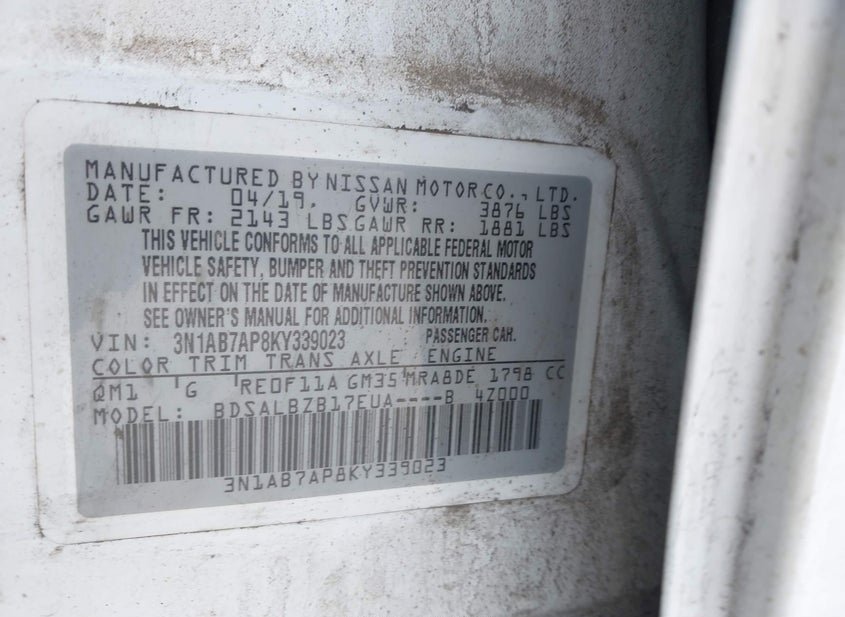 MANUFACTURED BY NISSAN MOTOR CO., LTD.
DATE: 04/19, GVWR: 3876 LBS
GAWR FR: 2143 LBS GAWR RR: 1881 LBS
THIS VEHICLE CONFORMS TO ALL APPLICABLE FEDERAL MOTOR
VEHICLE SAFETY, BUMPER AND THEFT PREVENTION STANDARDS
IN EFFECT ON THE DATE OF MANUFACTURE SHOWN ABOVE.
SEE OWNER'S MANUAL FOR ADDITIONAL INFORMATION.
VIN: 3N1AB7AP8KY339023 PASSENGER CAR.
COLOR TRIM TRANS AXLE ENGINE
QM1 G RE0F11A GM35 MRA8DE 1798 CC
MODEL: BDSALBZB17EUA----B 4Z000
3N1AB7AP8KY339023